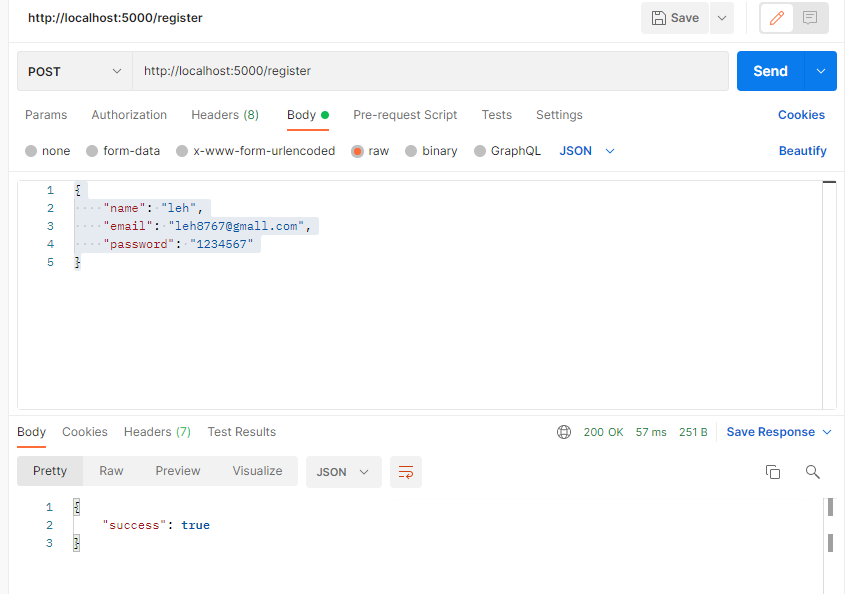 http://localhost:5000/register Save
POST http://localhost:5000/register Send
Params Authorization Headers (8) Body Pre-request Script Tests Settings Cookies
none form-data x-www-form-urlencoded raw binary GraphQL JSON Beautify
1 {
2 ····"name":·"leh",
3 ····"email":·"leh8767@gmall.com",
4 ····"password":·"1234567"
5 }
Body Cookies Headers (7) Test Results 200 OK 57 ms 251 B Save Response
Pretty Raw Preview Visualize JSON
1 {
2 "success": true
3 }